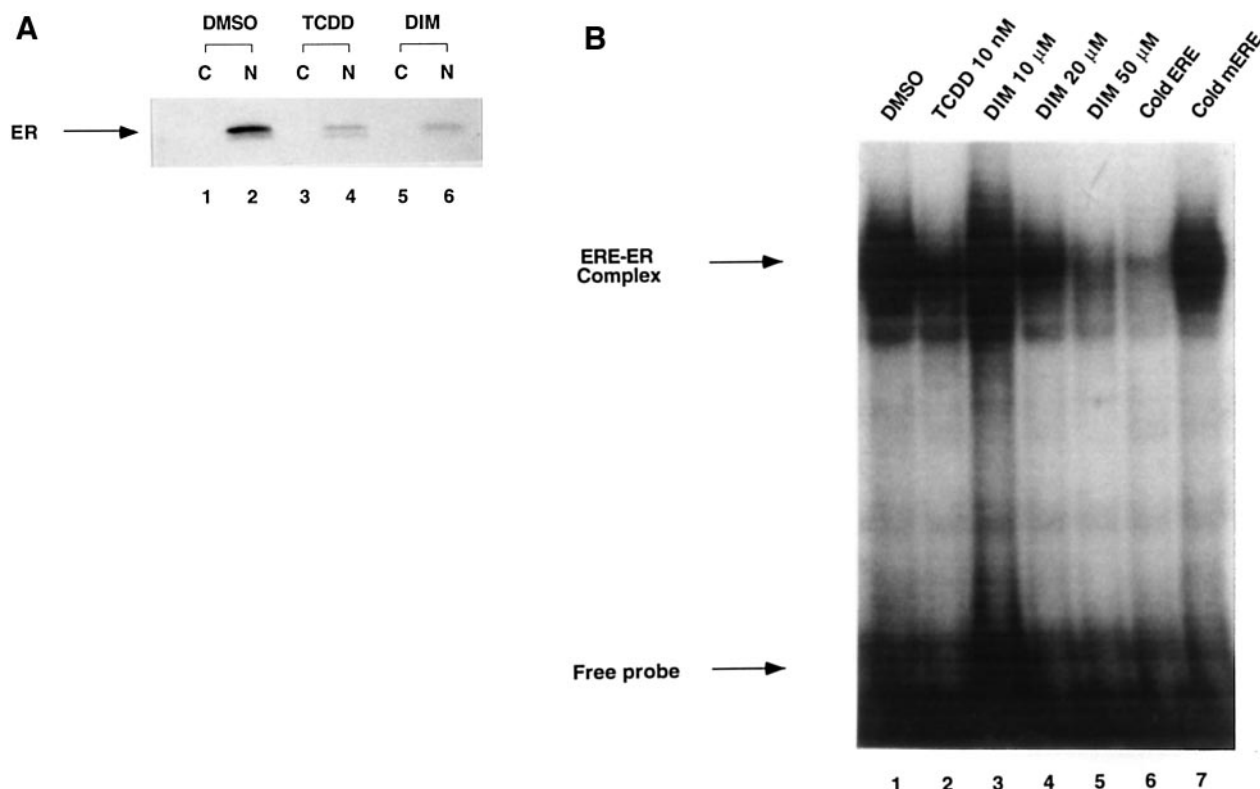 A
DMSO TCDD DIM
C N C N C N
ER
1 2 3 4 5 6
B
DMSO
TCDD 10 nM
DIM 10 μM
DIM 20 μM
DIM 50 μM
Cold ERE
Cold mERE
ERE-ER
Complex
Free probe
1 2 3 4 5 6 7